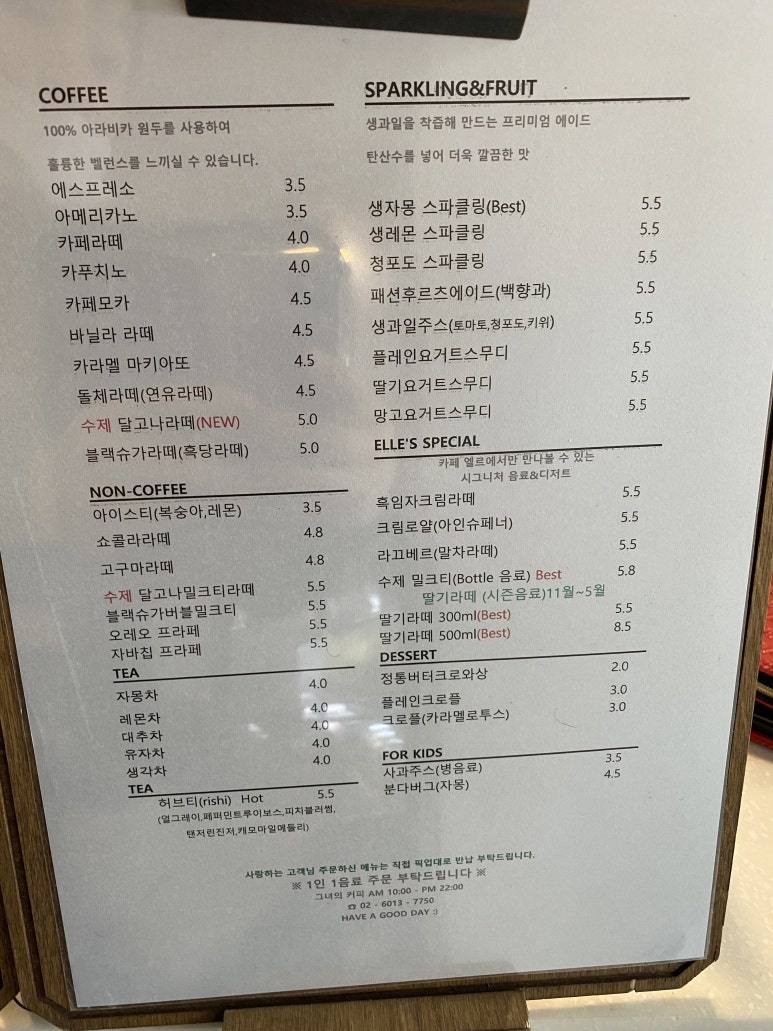 COFFEE
100% 아라비카 원두를 사용하여
훌륭한 벨런스를 느끼실 수 있습니다.
에스프레소 3.5
아메리카노 3.5
카페라떼 4.0
카푸치노 4.0
카페모카 4.5
바닐라 라떼 4.5
카라멜 마키아또 4.5
돌체라떼(연유라떼) 4.5
수제 달고나라떼(NEW) 5.0
블랙슈가라떼(흑당라떼) 5.0
NON-COFFEE
아이스티(복숭아,레몬) 3.5
쇼콜라라떼 4.8
고구마라떼 4.8
수제 달고나밀크티라떼 5.5
블랙슈가버블밀크티 5.5
오레오 프라페 5.5
자바칩 프라페 5.5
TEA
자몽차 4.0
레몬차 4.0
대추차 4.0
유자차 4.0
생각차 4.0
TEA
허브티(rishi) Hot 5.5
(얼그레이,페퍼민트루이보스,피치블러썸,
탠저린진저,캐모마일메들리)
SPARKLING&FRUIT
생과일을 착즙해 만드는 프리미엄 에이드
탄산수를 넣어 더욱 깔끔한 맛
생자몽 스파클링(Best) 5.5
생레몬 스파클링 5.5
청포도 스파클링 5.5
패션후르츠에이드(백향과) 5.5
생과일주스(토마토,청포도,키위) 5.5
플레인요거트스무디 5.5
딸기요거트스무디 5.5
망고요거트스무디 5.5
ELLE'S SPECIAL
카페 엘르에서만 만나볼 수 있는
시그니처 음료&디저트
흑임자크림라떼 5.5
크림로얄(아인슈페너) 5.5
라끄베르(말차라떼) 5.5
수제 밀크티(Bottle 음료) Best 5.8
딸기라떼 (시즌음료)11월~5월
딸기라떼 300ml(Best) 5.5
딸기라떼 500ml(Best) 8.5
DESSERT
정통버터크로와상 2.0
플레인크로플 3.0
크로플(카라멜로투스) 3.0
FOR KIDS
사과주스(병음료) 3.5
분다버그(자몽) 4.5
사랑하는 고객님 주문하신 메뉴는 직접 픽업대로 반납 부탁드립니다.
※ 1인 1음료 주문 부탁드립니다 ※
그녀의 커피 AM 10:00 - PM 22:00
☎ 02 - 6013 - 7750
HAVE A GOOD DAY :)